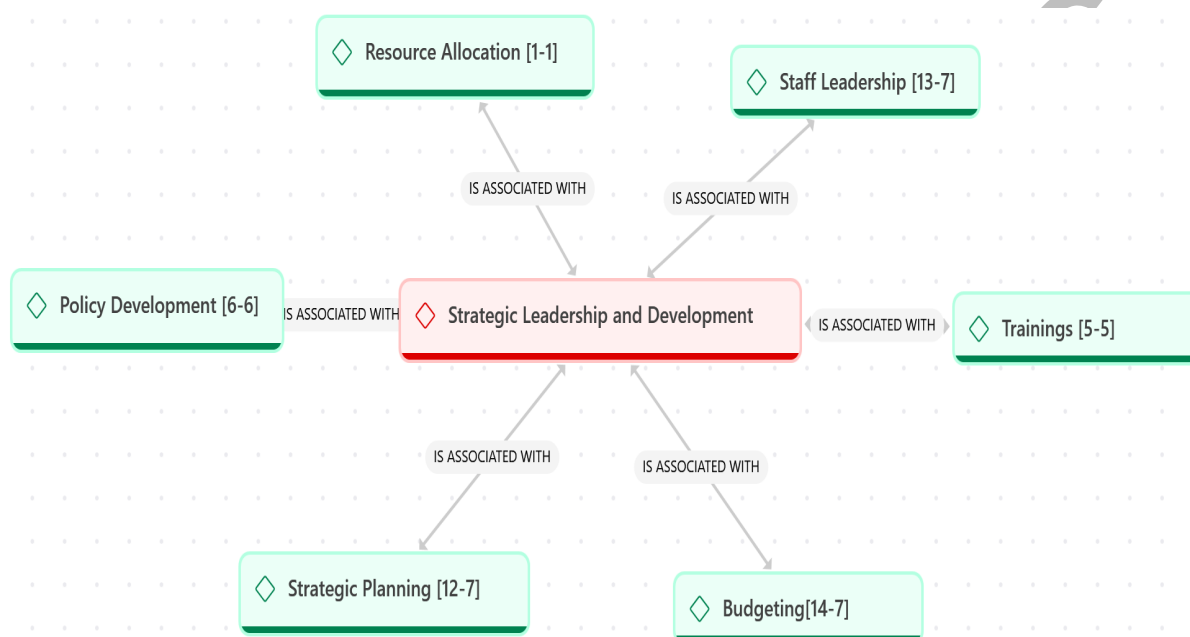 Resource Allocation [1-1]
Staff Leadership [13-7]
IS ASSOCIATED WITH
IS ASSOCIATED WITH
Policy Development [6-6]
IS ASSOCIATED WITH
Strategic Leadership and Development
IS ASSOCIATED WITH
Trainings [5-5]
IS ASSOCIATED WITH
IS ASSOCIATED WITH
Strategic Planning [12-7]
Budgeting[14-7]